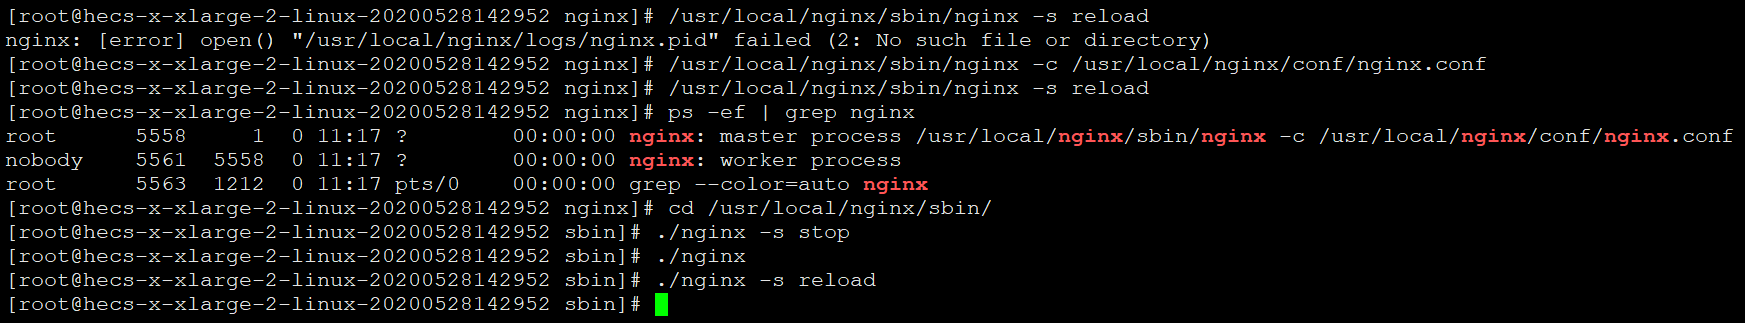 [root@hecs-x-xlarge-2-linux-20200528142952 nginx]# /usr/local/nginx/sbin/nginx -s reload
nginx: [error] open() "/usr/local/nginx/logs/nginx.pid" failed (2: No such file or directory)
[root@hecs-x-xlarge-2-linux-20200528142952 nginx]# /usr/local/nginx/sbin/nginx -c /usr/local/nginx/conf/nginx.conf
[root@hecs-x-xlarge-2-linux-20200528142952 nginx]# /usr/local/nginx/sbin/nginx -s reload
[root@hecs-x-xlarge-2-linux-20200528142952 nginx]# ps -ef | grep nginx
root      5558     1  0 11:17 ?        00:00:00 nginx: master process /usr/local/nginx/sbin/nginx -c /usr/local/nginx/conf/nginx.conf
nobody    5561  5558  0 11:17 ?        00:00:00 nginx: worker process
root      5563  1212  0 11:17 pts/0    00:00:00 grep --color=auto nginx
[root@hecs-x-xlarge-2-linux-20200528142952 nginx]# cd /usr/local/nginx/sbin/
[root@hecs-x-xlarge-2-linux-20200528142952 sbin]# ./nginx -s stop
[root@hecs-x-xlarge-2-linux-20200528142952 sbin]# ./nginx
[root@hecs-x-xlarge-2-linux-20200528142952 sbin]# ./nginx -s reload
[root@hecs-x-xlarge-2-linux-20200528142952 sbin]#